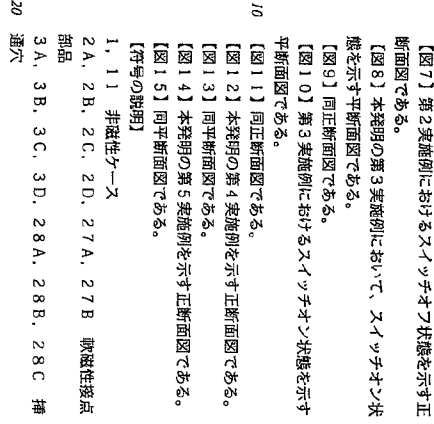 【図7】第2実施例におけるスイッチオフ状態を示す正
断面図である。
【図8】本発明の第3実施例において、スイッチオン状
態を示す平断面図である。
【図9】同正断面図である。
【図10】第3実施例におけるスイッチオン状態を示す
平断面図である。
10
【図11】同正断面図である。
【図12】本発明の第4実施例を示す正断面図である。
【図13】同平断面図である。
【図14】本発明の第5実施例を示す正断面図である。
【図15】同平断面図である。
【符号の説明】
1,11 非磁性ケース
2A,2B,2C,2D,27A,27B 軟磁性接点
部品
3A,3B,3C,3D,28A,28B,28C 挿
20
通穴